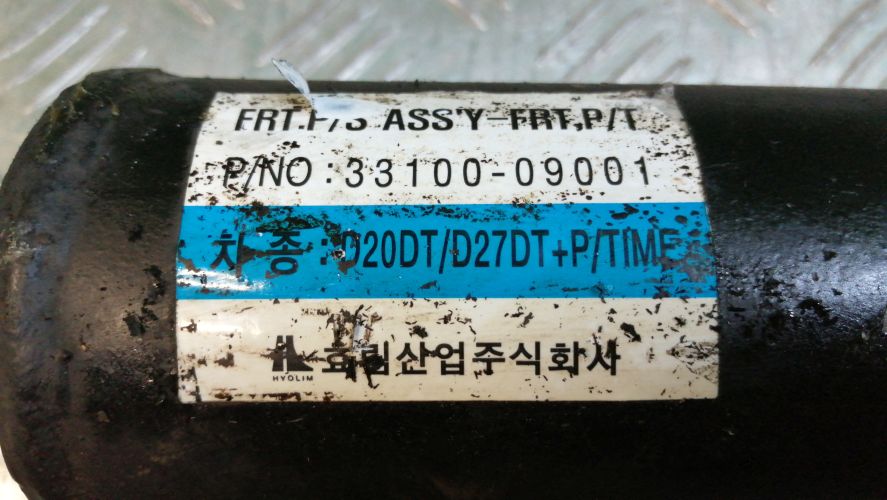 FRT.P/S ASS'Y-FRT,P/T
P/NO : 33100-09001
차 종 : D20DT/D27DT+P/TIME
효림산업주식회사
HYOLIM